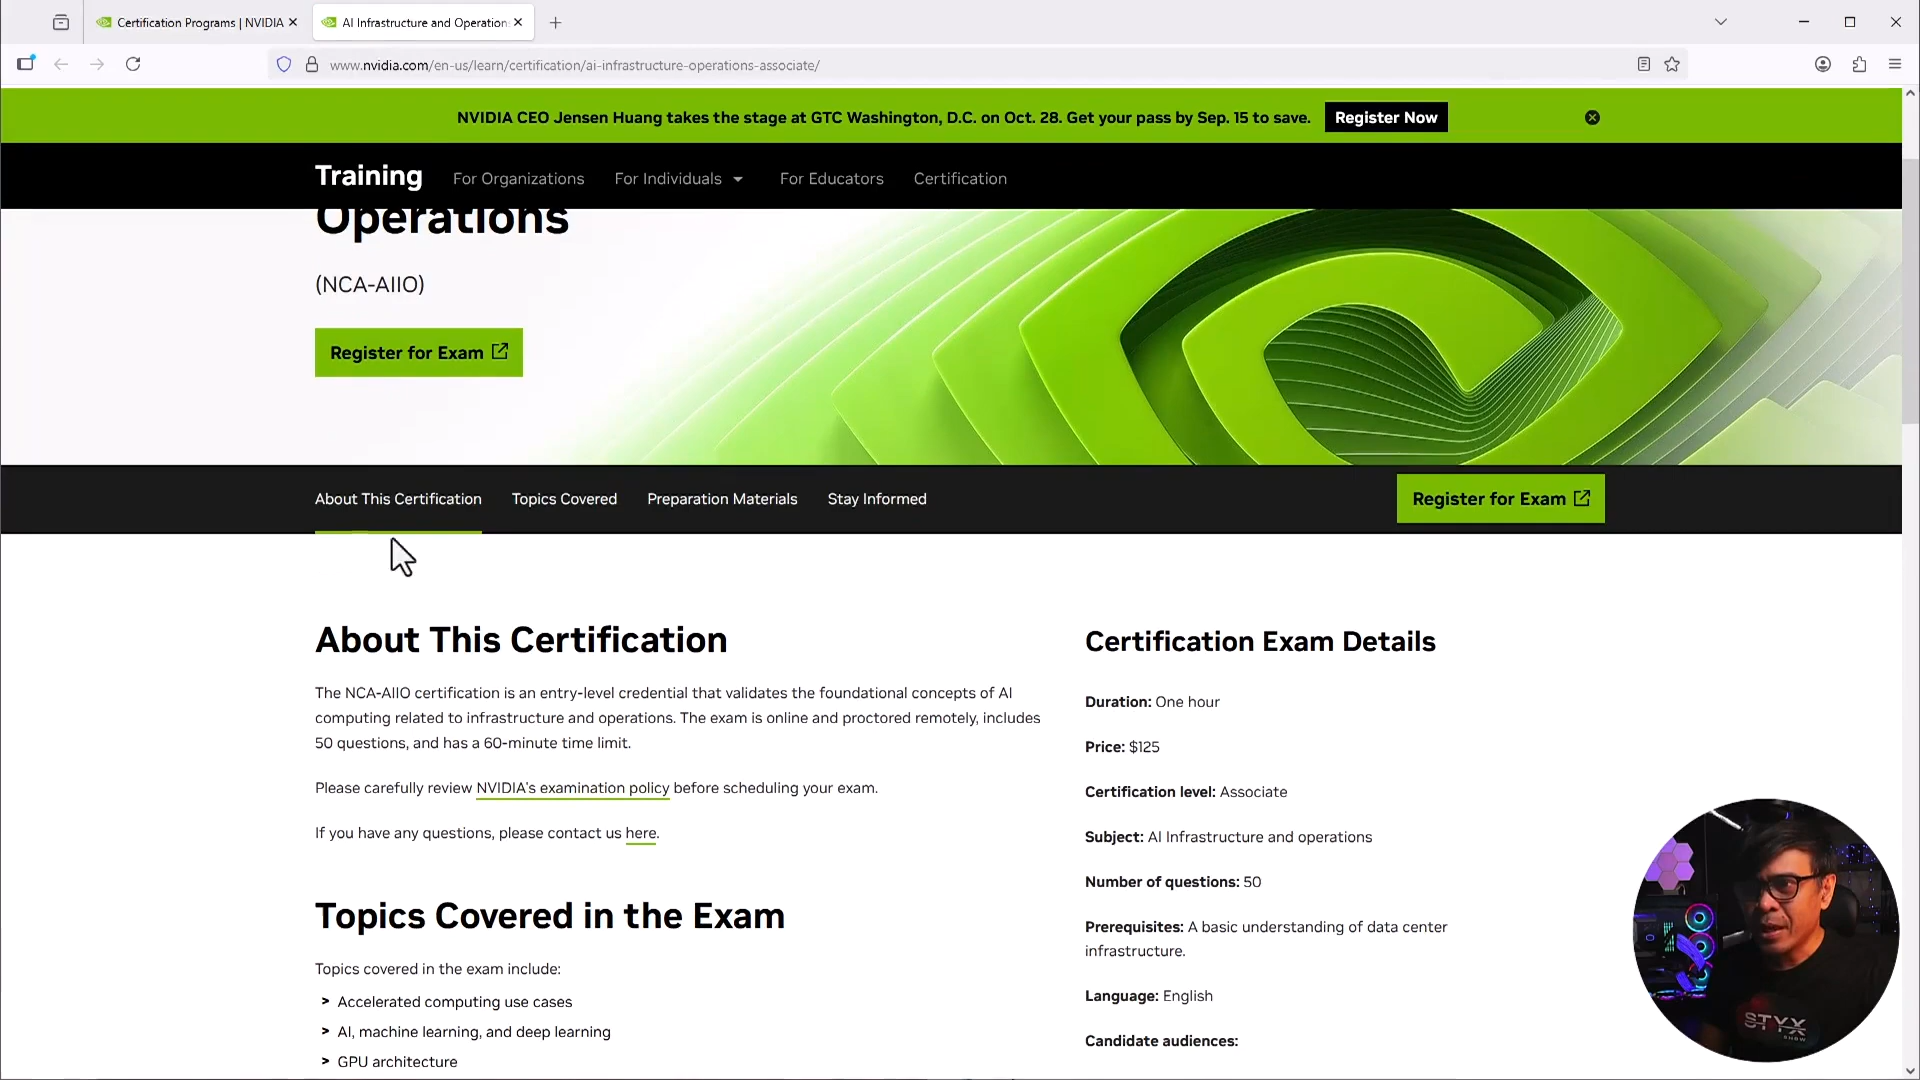 Certification Programs | NVIDIA
AI Infrastructure and Operation
www.nvidia.com/en-us/learn/certification/ai-infrastructure-operations-associate/
NVIDIA CEO Jensen Huang takes the stage at GTC Washington, D.C. on Oct. 28. Get your pass by Sep. 15 to save.
Register Now
Training
For Organizations
For Individuals
For Educators
Certification
Operations
(NCA-AIIO)
Register for Exam
About This Certification
Topics Covered
Preparation Materials
Stay Informed
Register for Exam
About This Certification
The NCA-AIIO certification is an entry-level credential that validates the foundational concepts of AI
computing related to infrastructure and operations. The exam is online and proctored remotely, includes
50 questions, and has a 60-minute time limit.
Please carefully review NVIDIA's examination policy before scheduling your exam.
If you have any questions, please contact us here.
Topics Covered in the Exam
Topics covered in the exam include:
> Accelerated computing use cases
> AI, machine learning, and deep learning
> GPU architecture
Certification Exam Details
Duration: One hour
Price: $125
Certification level: Associate
Subject: AI Infrastructure and operations
Number of questions: 50
Prerequisites: A basic understanding of data center
infrastructure.
Language: English
Candidate audiences:
STYX
SHOW